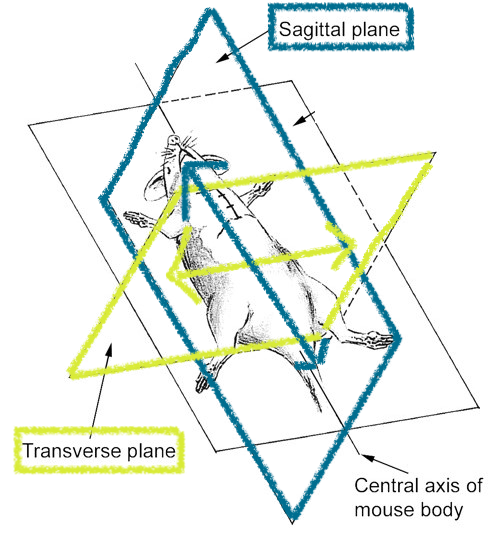 Sagittal plane
Transverse plane
Central axis of
mouse body